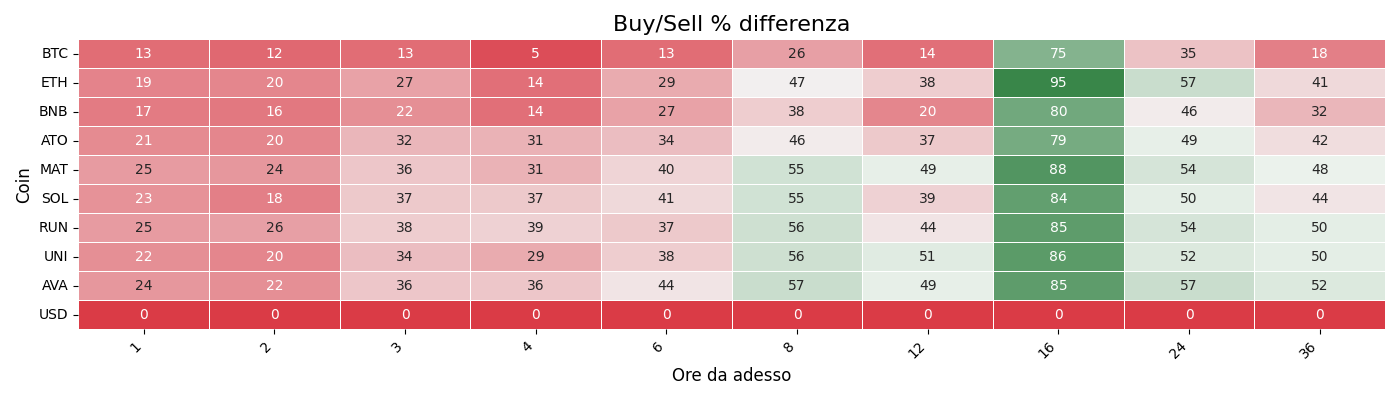 Buy/Sell % differenza
Coin
BTC 13 12 13 5 13 26 14 75 35 18
ETH 19 20 27 14 29 47 38 95 57 41
BNB 17 16 22 14 27 38 20 80 46 32
ATO 21 20 32 31 34 46 37 79 49 42
MAT 25 24 36 31 40 55 49 88 54 48
SOL 23 18 37 37 41 55 39 84 50 44
RUN 25 26 38 39 37 56 44 85 54 50
UNI 22 20 34 29 38 56 51 86 52 50
AVA 24 22 36 36 44 57 49 85 57 52
USD 0 0 0 0 0 0 0 0 0 0
1 2 3 4 6 8 12 16 24 36
Ore da adesso